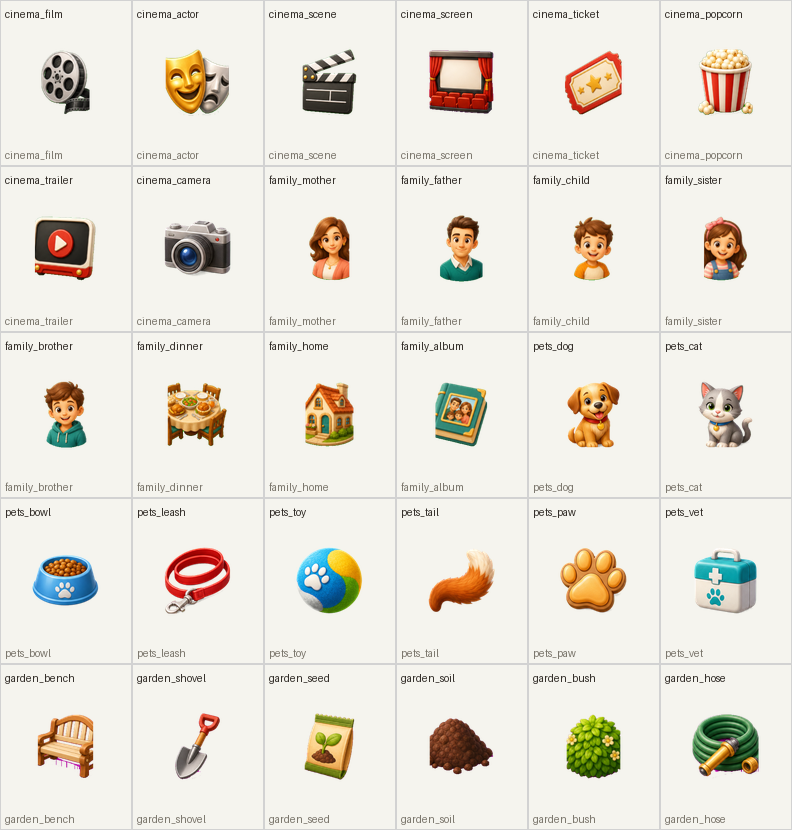 cinema_film cinema_actor cinema_scene cinema_screen cinema_ticket cinema_popcorn
cinema_film cinema_actor cinema_scene cinema_screen cinema_ticket cinema_popcorn
cinema_trailer cinema_camera family_mother family_father family_child family_sister
cinema_trailer cinema_camera family_mother family_father family_child family_sister
family_brother family_dinner family_home family_album pets_dog pets_cat
family_brother family_dinner family_home family_album pets_dog pets_cat
pets_bowl pets_leash pets_toy pets_tail pets_paw pets_vet
pets_bowl pets_leash pets_toy pets_tail pets_paw pets_vet
garden_bench garden_shovel garden_seed garden_soil garden_bush garden_hose
garden_bench garden_shovel garden_seed garden_soil garden_bush garden_hose